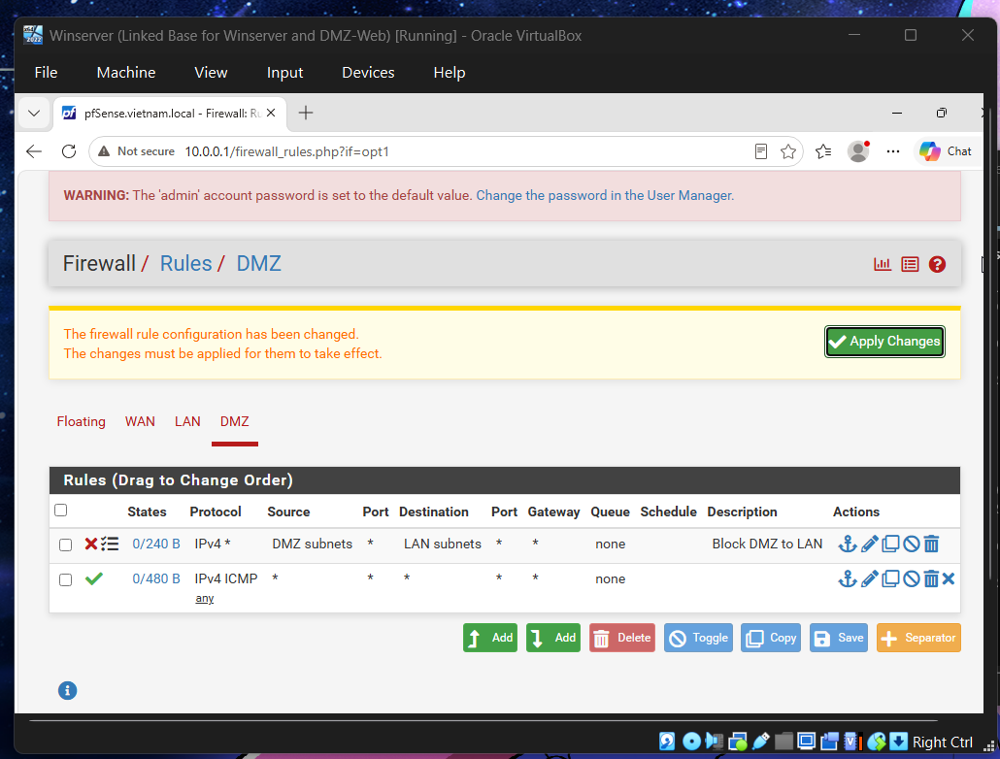 Winserver (Linked Base for Winserver and DMZ-Web) [Running] - Oracle VirtualBox
File Machine View Input Devices Help
pfSense.vietnam.local - Firewall: Ru
Not secure 10.0.0.1/firewall_rules.php?if=opt1 Chat
WARNING: The 'admin' account password is set to the default value. Change the password in the User Manager.
Firewall / Rules / DMZ
The firewall rule configuration has been changed.
The changes must be applied for them to take effect.
Apply Changes
Floating WAN LAN DMZ
Rules (Drag to Change Order)
States Protocol Source Port Destination Port Gateway Queue Schedule Description Actions
0/240 B IPv4 * DMZ subnets * LAN subnets * * none Block DMZ to LAN
0/480 B IPv4 ICMP * * * * * none
any
Add Add Delete Toggle Copy Save Separator
Right Ctrl